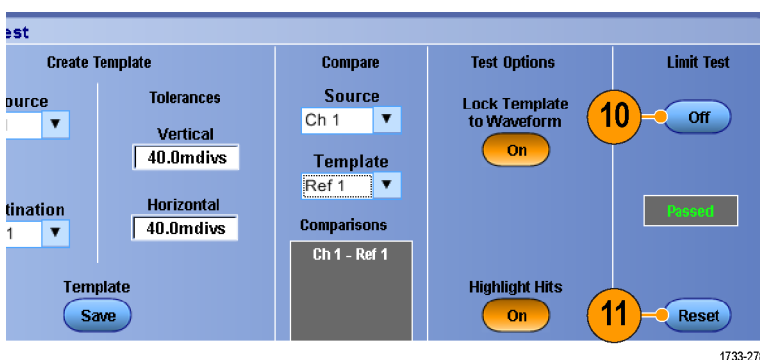 est
Create Template
Compare
Test Options
Limit Test
ource
Tolerances
Source
Lock Template
to Waveform
10
Off
Ch 1
Vertical
On
40.0mdivs
Template
Ref 1
tination
Horizontal
Comparisons
Passed
1
40.0mdivs
Ch 1 - Ref 1
Template
Highlight Hits
Save
On
11
Reset
1733-27